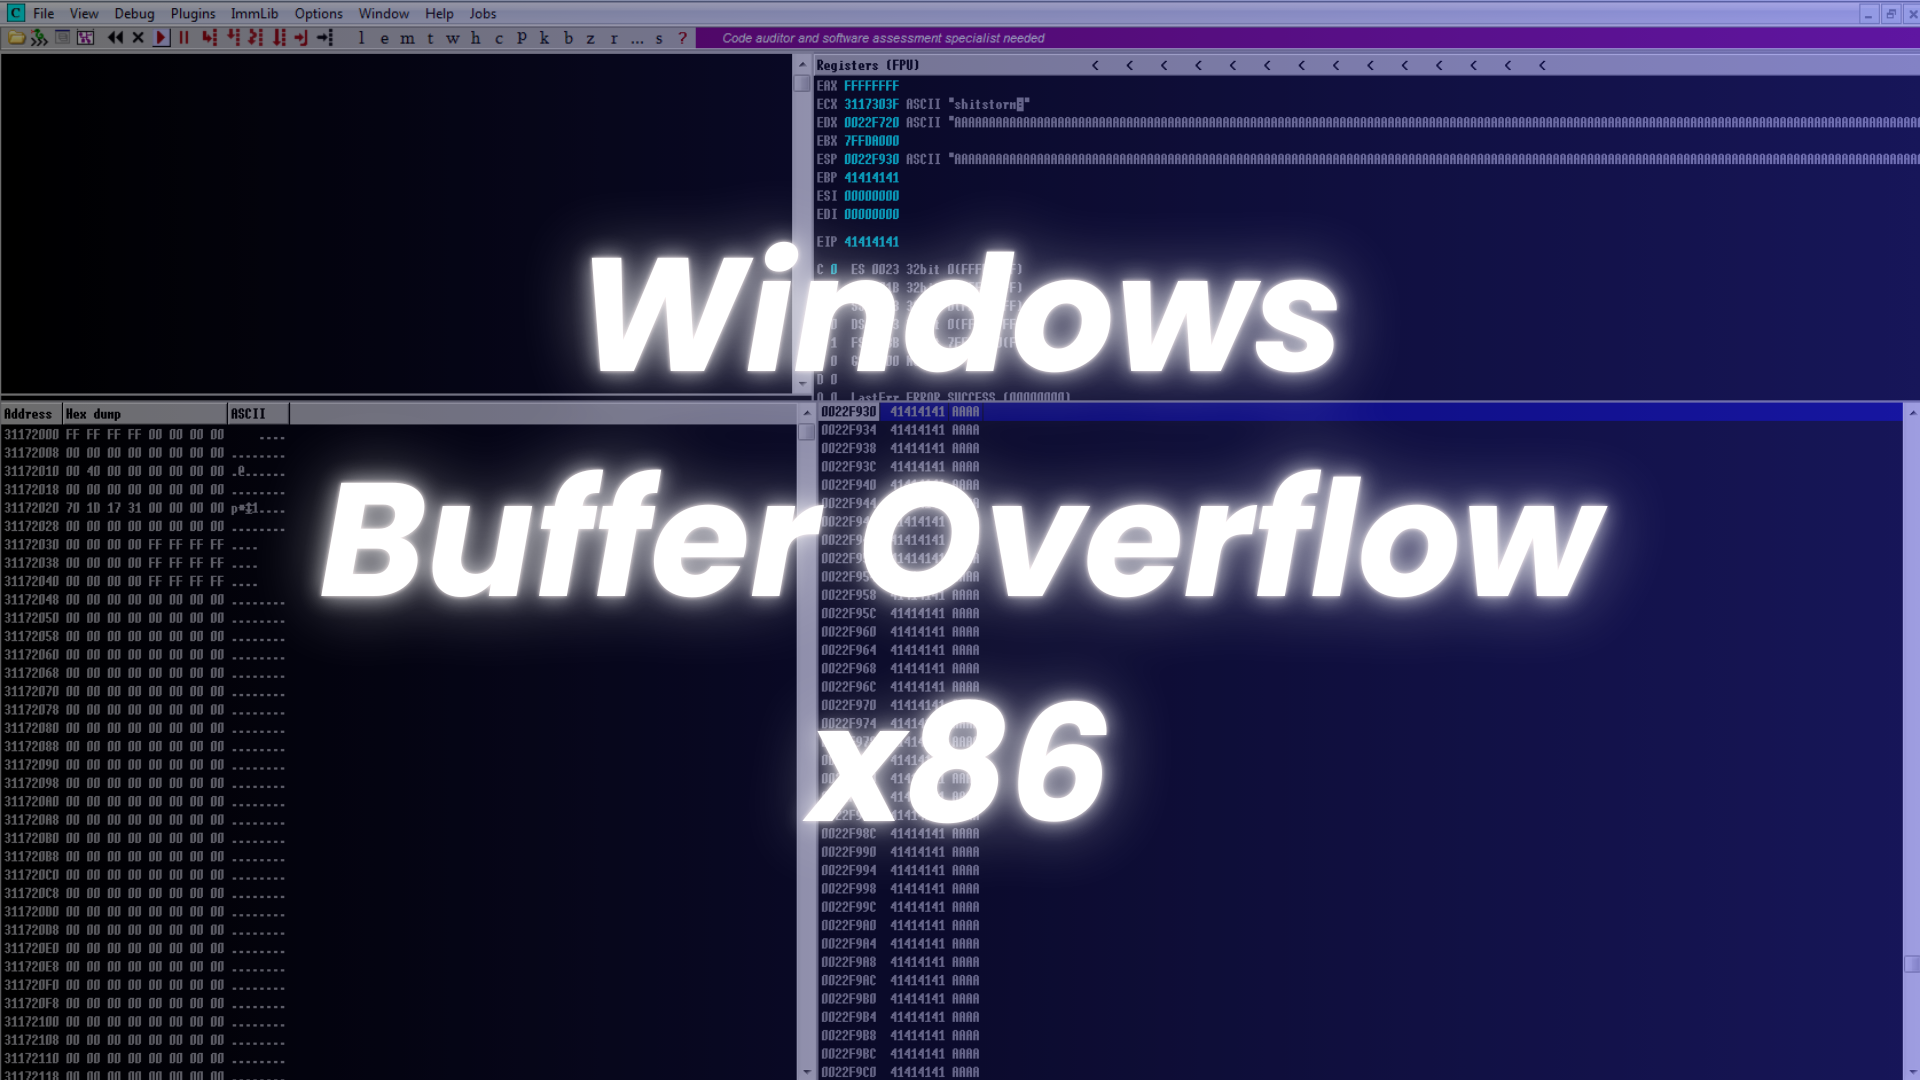 C File View Debug Plugins ImmLib Options Window Help Jobs
l e m t w h c P k b z r ... s ?
Code auditor and software assessment specialist needed
Registers (FPU) < < < < < < < < < < < < < <
EAX FFFFFFFF
ECX 3117303F ASCII "shitstorm
EDX 0022F720 ASCII
EBX 7FFDA000
ESP 0022F930 ASCII
EBP 41414141
ESI 00000000
EDI 00000000
EIP 41414141
C 0 ES 0023 32bit
D 0
LastErr ERROR_SUCCESS (00000000)
Windows
Buffer Overflow
x86
Address Hex dump ASCII
31172000 FF FF FF FF 00 00 00 00 ....
31172008 00 00 00 00 00 00 00 00 ........
31172010 00 40 00 00 00 00 00 00 .@......
31172018 00 00 00 00 00 00 00 00 ........
31172020 70 1D 17 31 00 00 00 00
31172028 00 00 00 00 00 00 00 00 ........
31172030 00 00 00 00 FF FF FF FF ....
31172038 00 00 00 00 FF FF FF FF ....
31172040 00 00 00 00 FF FF FF FF ....
31172048 00 00 00 00 00 00 00 00 ........
31172050 00 00 00 00 00 00 00 00 ........
31172058 00 00 00 00 00 00 00 00 ........
31172060 00 00 00 00 00 00 00 00 ........
31172068 00 00 00 00 00 00 00 00 ........
31172070 00 00 00 00 00 00 00 00 ........
31172078 00 00 00 00 00 00 00 00 ........
31172080 00 00 00 00 00 00 00 00 ........
31172088 00 00 00 00 00 00 00 00 ........
31172090 00 00 00 00 00 00 00 00 ........
31172098 00 00 00 00 00 00 00 00 ........
311720A0 00 00 00 00 00 00 00 00 ........
311720A8 00 00 00 00 00 00 00 00 ........
311720B0 00 00 00 00 00 00 00 00 ........
311720B8 00 00 00 00 00 00 00 00 ........
311720C0 00 00 00 00 00 00 00 00 ........
311720C8 00 00 00 00 00 00 00 00 ........
311720D0 00 00 00 00 00 00 00 00 ........
311720D8 00 00 00 00 00 00 00 00 ........
311720E0 00 00 00 00 00 00 00 00 ........
311720E8 00 00 00 00 00 00 00 00 ........
311720F0 00 00 00 00 00 00 00 00 ........
311720F8 00 00 00 00 00 00 00 00 ........
31172100 00 00 00 00 00 00 00 00 ........
31172108 00 00 00 00 00 00 00 00 ........
31172110 00 00 00 00 00 00 00 00 ........
31172118 00 00 00 00 00 00 00 00 ........
0022F930 41414141 AAAA
0022F934 41414141 AAAA
0022F938 41414141 AAAA
0022F93C 41414141 AAAA
0022F940 41414141 AAAA
0022F958
0022F95C 41414141 AAAA
0022F960 41414141 AAAA
0022F964 41414141 AAAA
0022F968 41414141 AAAA
0022F96C 41414141 AAAA
0022F970
0022F974
0022F98C 41414141 AAAA
0022F990 41414141 AAAA
0022F994 41414141 AAAA
0022F998 41414141 AAAA
0022F99C 41414141 AAAA
0022F9A0 41414141 AAAA
0022F9A4 41414141 AAAA
0022F9A8 41414141 AAAA
0022F9AC 41414141 AAAA
0022F9B0 41414141 AAAA
0022F9B4 41414141 AAAA
0022F9B8 41414141 AAAA
0022F9BC 41414141 AAAA
0022F9C0 41414141 AAAA